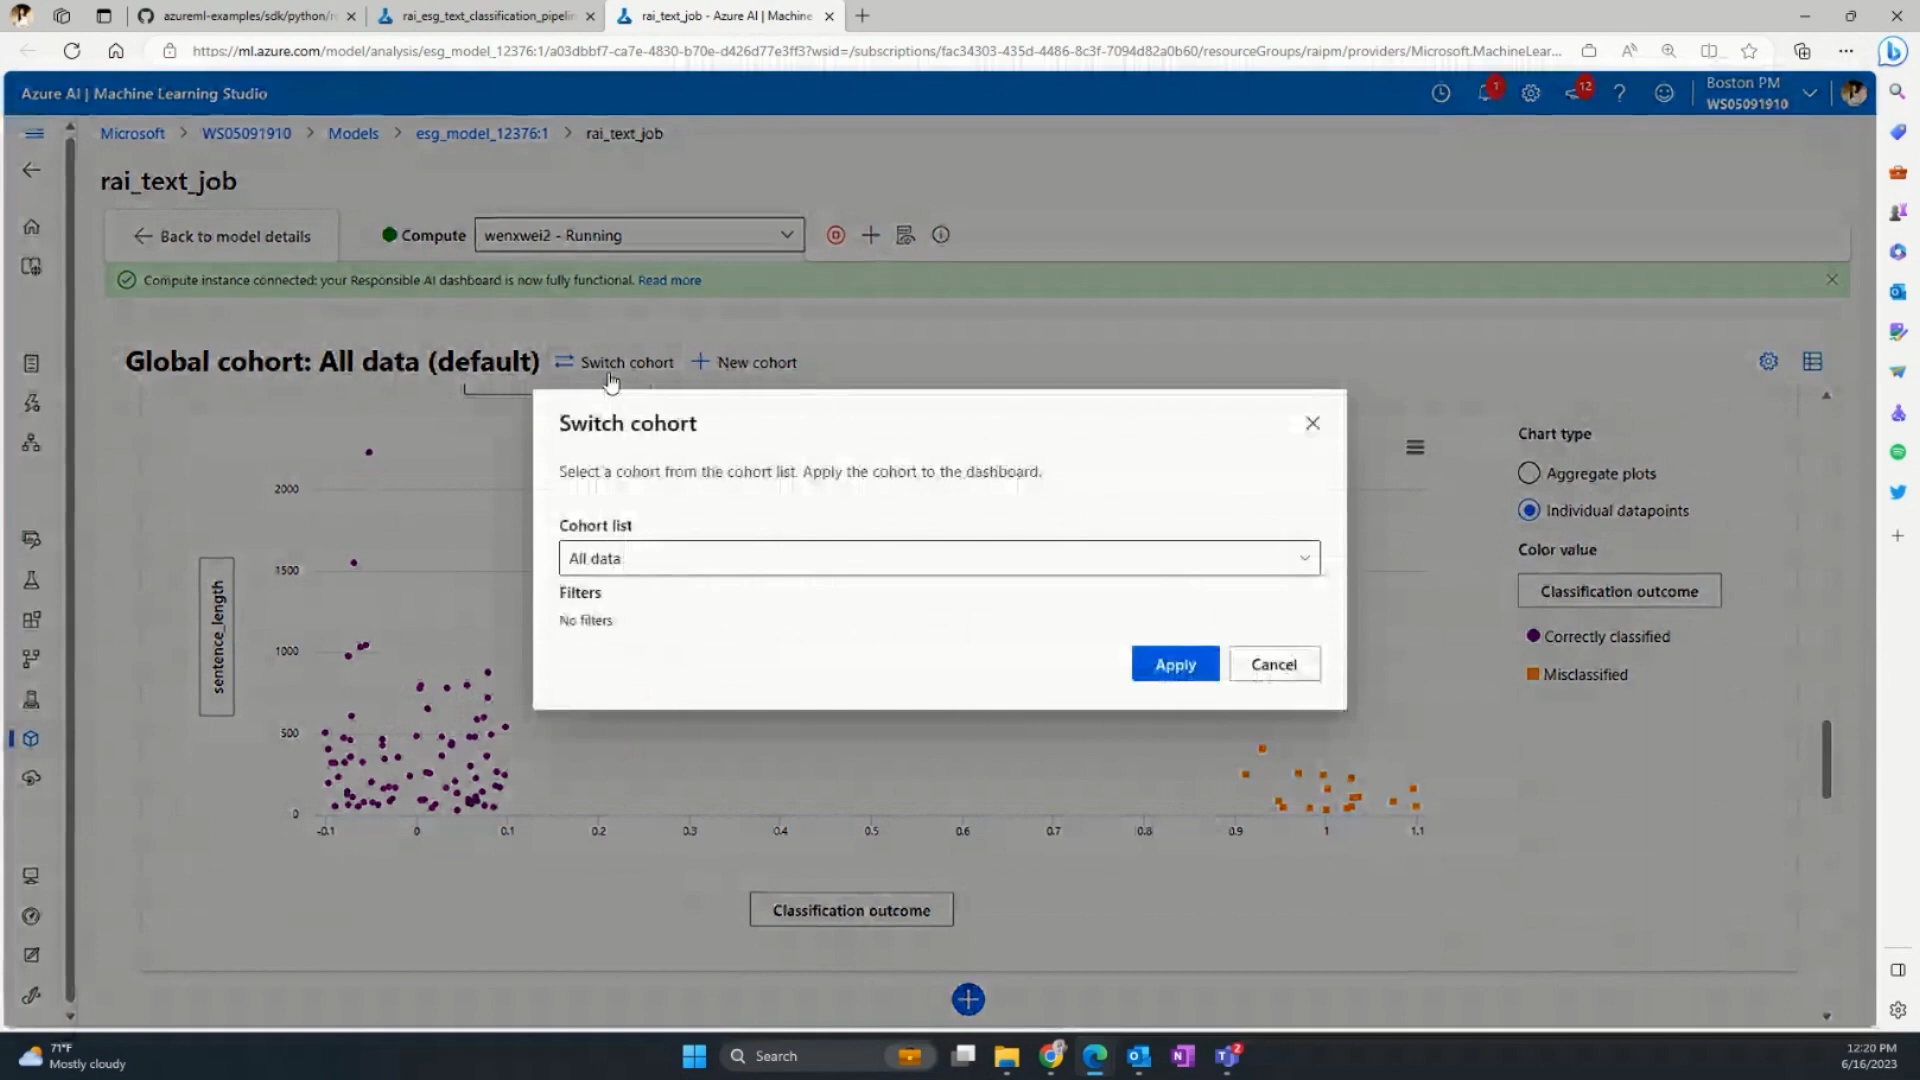 azureml-examples/sdk/python/r
rai_esg_text_classification_pipelin
rai_text_job - Azure AI | Machine
https://ml.azure.com/model/analysis/esg_model_12376:1/a03dbbf7-ca7e-4830-b70e-d426d77e3ff3?wsid=/subscriptions/fac34303-435d-4486-8c3f-7094d82a0b60/resourceGroups/raipm/providers/Microsoft.MachineLear...
Azure AI | Machine Learning Studio
1
12
Boston PM
WS05091910
Microsoft > WS05091910 > Models > esg_model_12376:1 > rai_text_job
rai_text_job
Back to model details
Compute
wenxwei2 - Running
Compute instance connected: your Responsible AI dashboard is now fully functional. Read more
Global cohort: All data (default)
Switch cohort
New cohort
Switch cohort
Select a cohort from the cohort list. Apply the cohort to the dashboard.
Cohort list
All data
Filters
No filters
Apply
Cancel
Chart type
Aggregate plots
Individual datapoints
Color value
Classification outcome
Correctly classified
Misclassified
sentence_length
2000
1500
1000
500
0
-0.1 0 0.1 0.2 0.3 0.4 0.5 0.6 0.7 0.8 0.9 1 1.1
Classification outcome
71°F
Mostly cloudy
Search
2
12:20 PM
6/16/2023